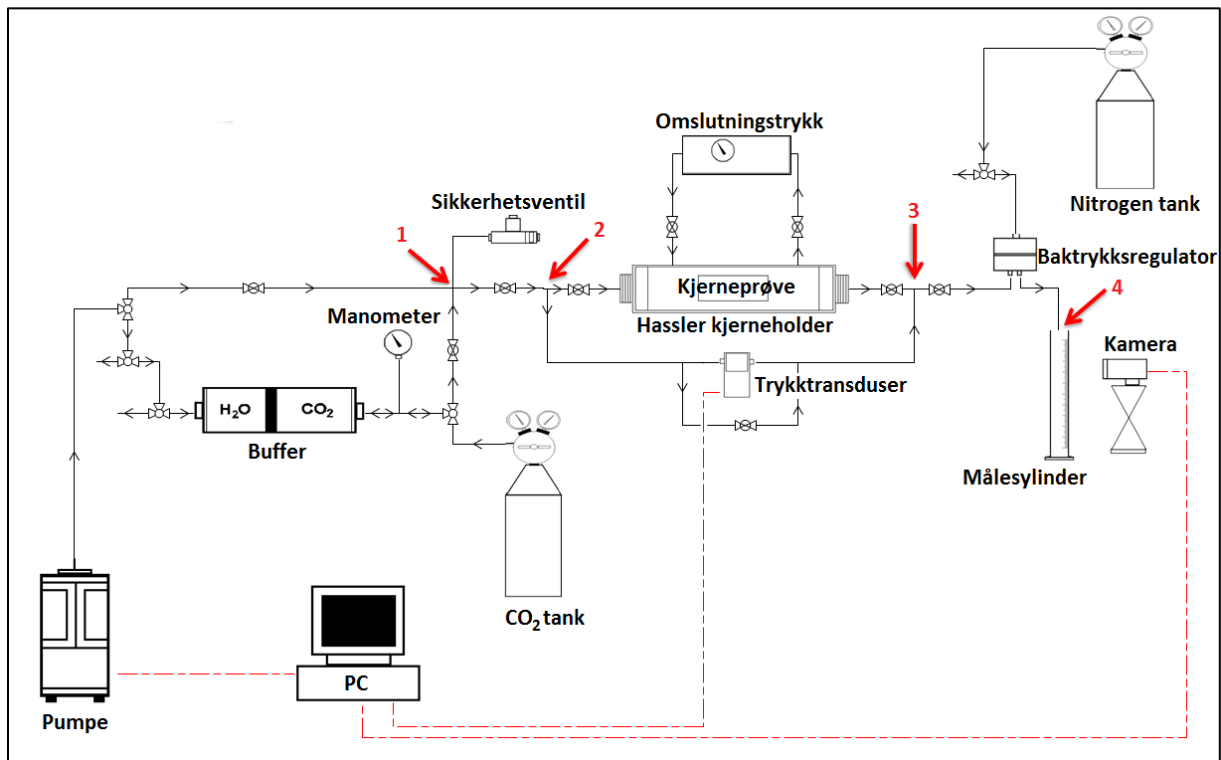 Omslutningstrykk
Nitrogen tank
Sikkerhetsventil
1
2
3
Baktrykksregulator
Kjerneprøve
Hassler kjerneholder
4
Manometer
Kamera
Trykktransduser
H₂O
CO₂
Buffer
Målesylinder
CO₂ tank
PC
Pumpe